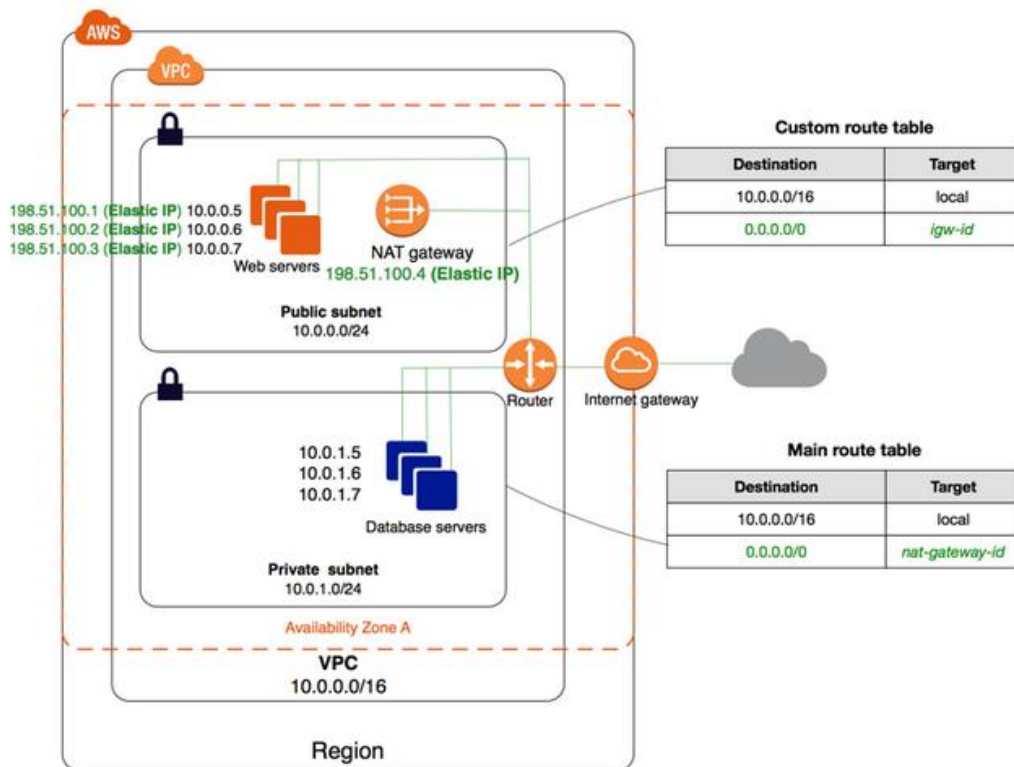 AWS
VPC
Custom route table
Destination Target
10.0.0.0/16 local
0.0.0.0/0 igw-id
198.51.100.1 (Elastic IP) 10.0.0.5
198.51.100.2 (Elastic IP) 10.0.0.6
198.51.100.3 (Elastic IP) 10.0.0.7
Web servers
NAT gateway
198.51.100.4 (Elastic IP)
Public subnet
10.0.0.0/24
Router
Internet gateway
10.0.1.5
10.0.1.6
10.0.1.7
Database servers
Private subnet
10.0.1.0/24
Main route table
Destination Target
10.0.0.0/16 local
0.0.0.0/0 nat-gateway-id
Availability Zone A
VPC
10.0.0.0/16
Region